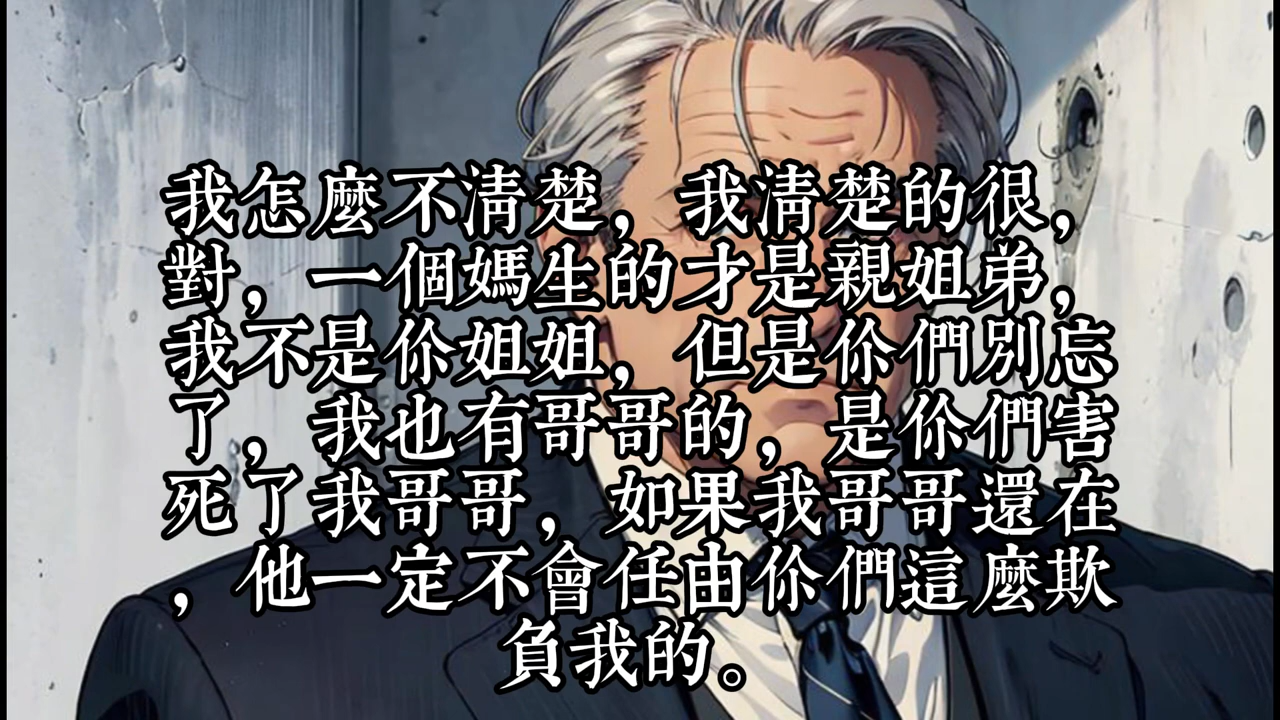 我怎麼不清楚，我清楚的很，
對，一個媽生的才是親姐弟，
我不是你姐姐，但是你們別忘
了，我也有哥哥的，是你們害
死了我哥哥，如果我哥哥還在
，他一定不會任由你們這麼欺
負我的。